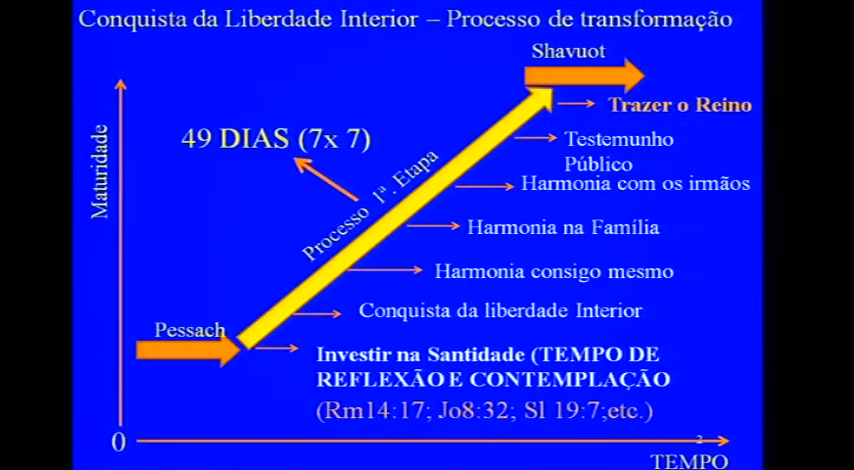 Conquista da Liberdade Interior – Processo de transformação
Shavuot
Trazer o Reino
49 DIAS (7x 7)
Testemunho
Público
Harmonia com os irmãos
Maturidade
Processo 1ª. Etapa
Harmonia na Família
Harmonia consigo mesmo
Conquista da liberdade Interior
Pessach
Investir na Santidade (TEMPO DE
REFLEXÃO E CONTEMPLAÇÃO
(Rm14:17; Jo8:32; Sl 19:7;etc.)
0
2
TEMPO